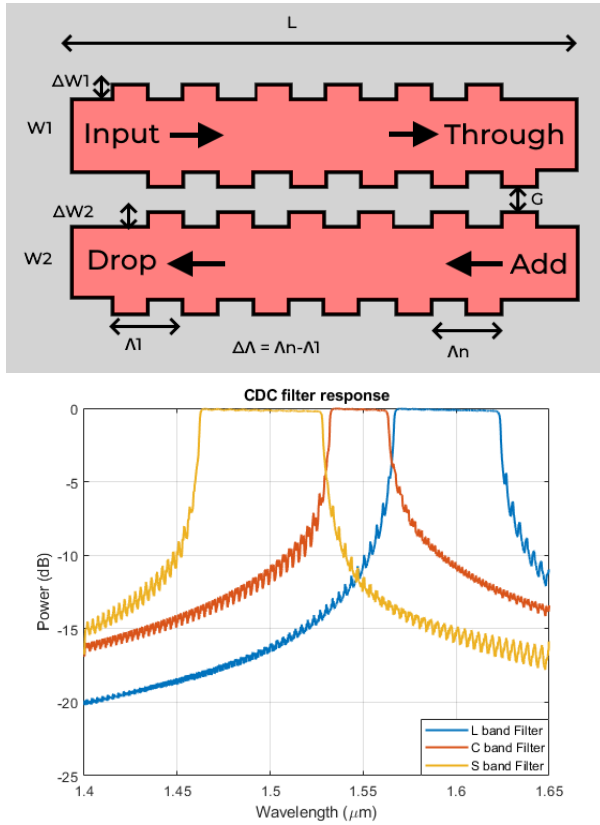 L
ΔW1
W1
Input
Through
G
ΔW2
W2
Drop
Add
Λ1
ΔΛ = Λn-Λ1
Λn
CDC filter response
0
-5
-10
-15
-20
-25
Power (dB)
1.4
1.45
1.5
1.55
1.6
1.65
Wavelength (μm)
L band Filter
C band Filter
S band Filter